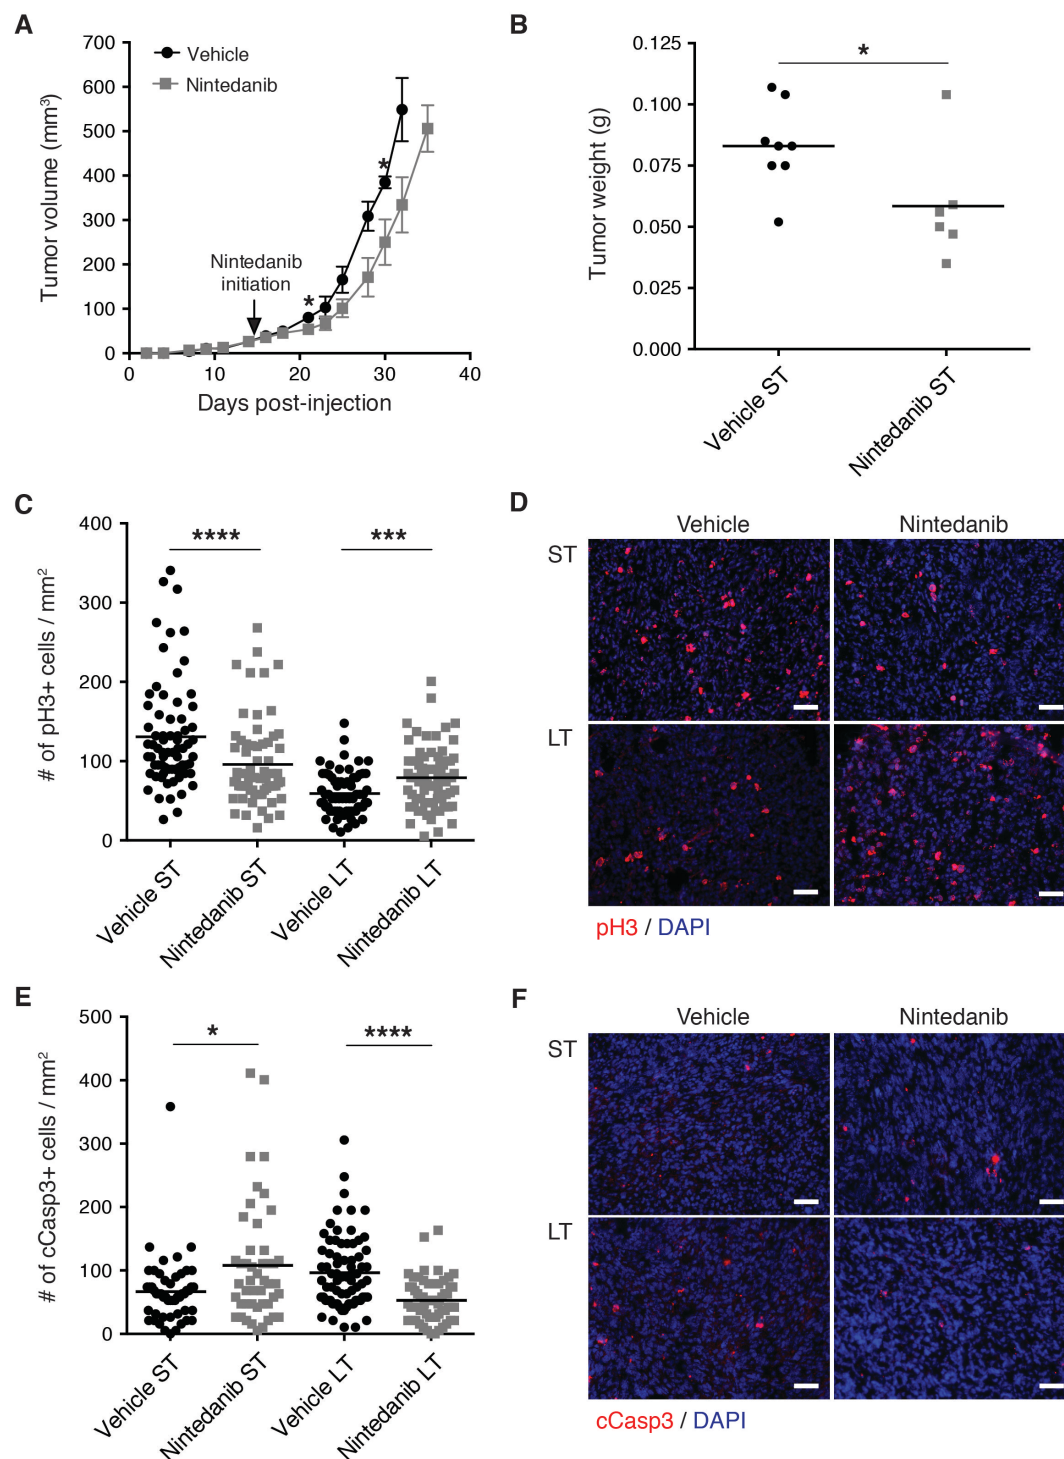 A
Vehicle
Nintedanib
Tumor volume (mm³)
700
600
500
400
300
200
100
0
*
*
Nintedanib
initiation
0 10 20 30 40
Days post-injection
B
Tumor weight (g)
0.125
0.100
0.075
0.050
0.025
0.000
*
Vehicle ST
Nintedanib ST
C
# of pH3+ cells / mm²
400
300
200
100
0
**** ***
Vehicle ST
Nintedanib ST
Vehicle LT
Nintedanib LT
D
Vehicle Nintedanib
ST
LT
pH3 / DAPI
E
# of cCasp3+ cells / mm²
500
400
300
200
100
0
* ****
Vehicle ST
Nintedanib ST
Vehicle LT
Nintedanib LT
F
Vehicle Nintedanib
ST
LT
cCasp3 / DAPI